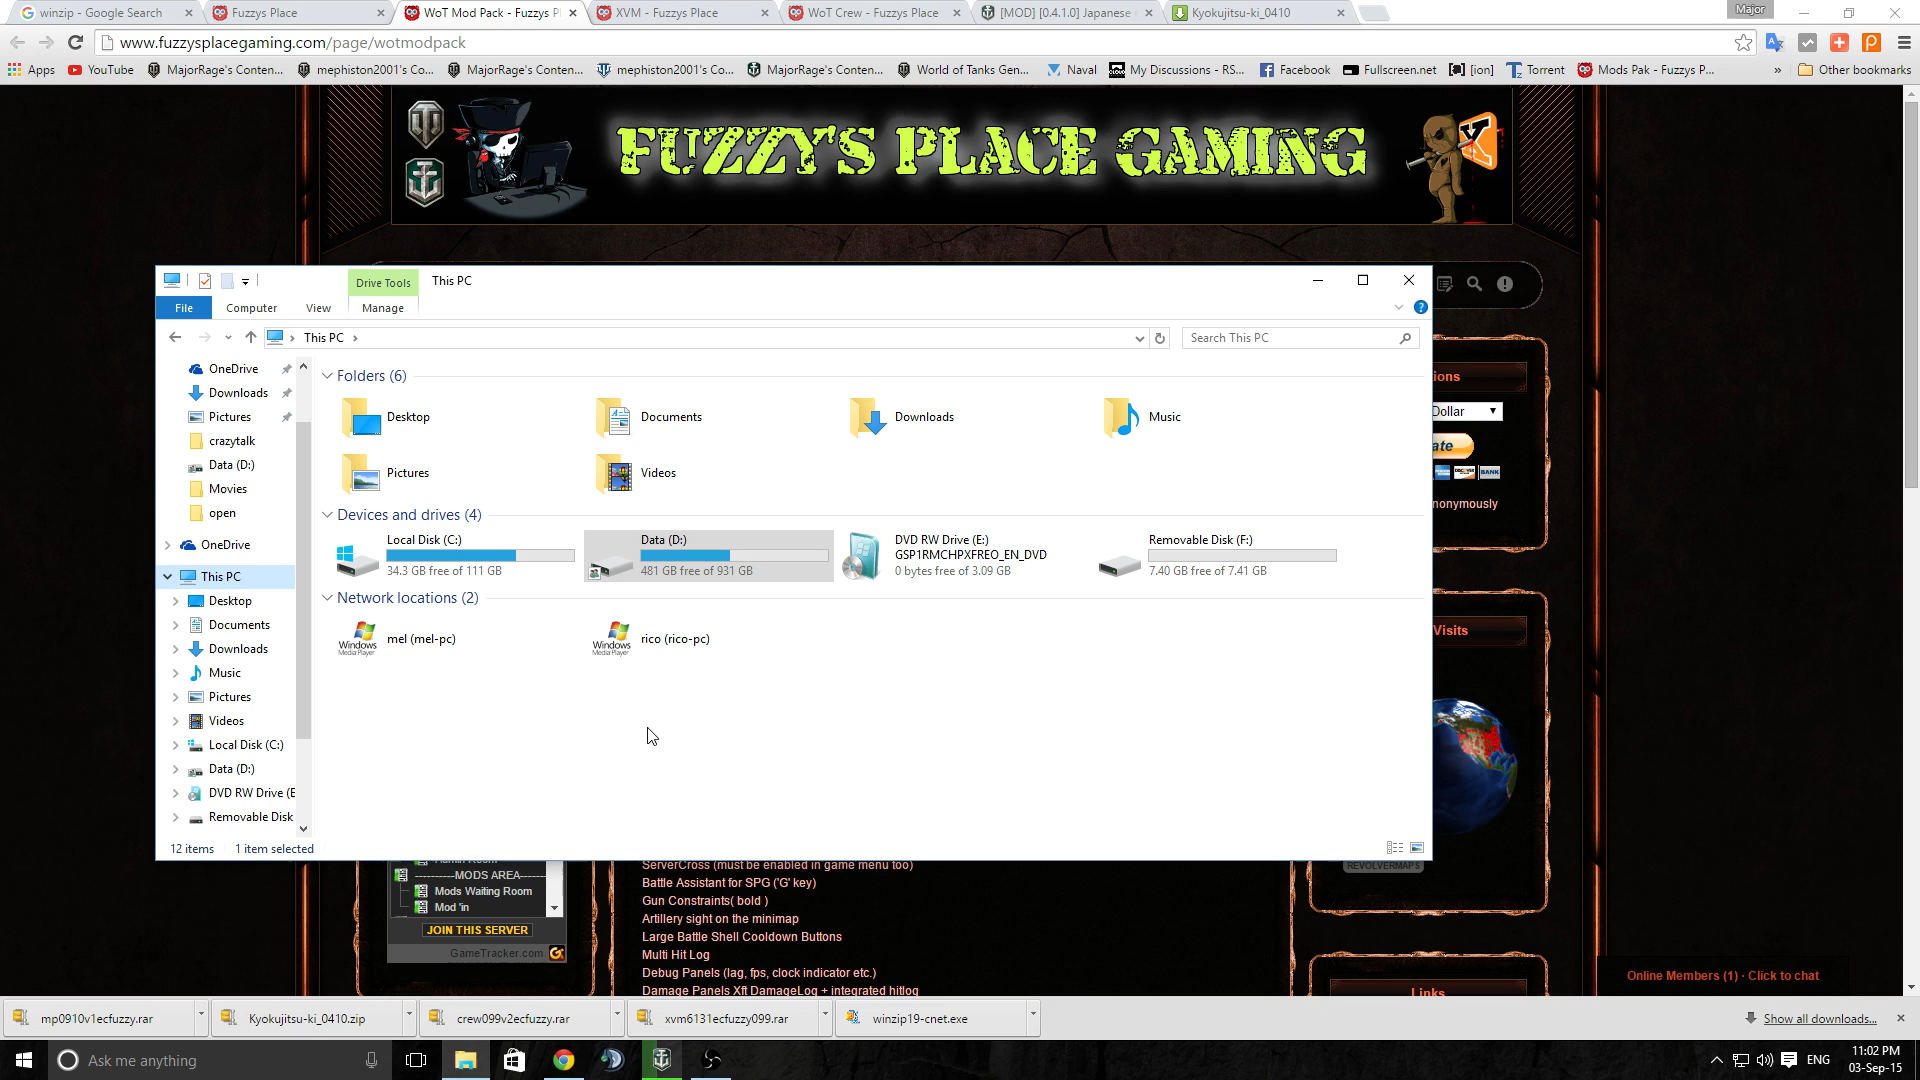 winzip - Google Search
Fuzzys Place
WoT Mod Pack - Fuzzys Pl
XVM - Fuzzys Place
WoT Crew - Fuzzys Place
[MOD] [0.4.1.0] Japanese
Kyokujitsu-ki_0410
Major
www.fuzzysplacegaming.com/page/wotmodpack
Apps
YouTube
MajorRage's Conten...
mephiston2001's Co...
MajorRage's Conten...
mephiston2001's Co...
MajorRage's Conten...
World of Tanks Gen...
Naval
My Discussions - RS...
Facebook
Fullscreen.net
[ion]
Torrent
Mods Pak - Fuzzys P...
»
Other bookmarks
FUZZY'S PLACE GAMING
Drive Tools
This PC
File
Computer
View
Manage
This PC
Search This PC
OneDrive
Downloads
Pictures
crazytalk
Data (D:)
Movies
open
OneDrive
This PC
Desktop
Documents
Downloads
Music
Pictures
Videos
Local Disk (C:)
Data (D:)
DVD RW Drive (E
Removable Disk
Folders (6)
Desktop
Documents
Downloads
Music
Pictures
Videos
Devices and drives (4)
Local Disk (C:)
34.3 GB free of 111 GB
Data (D:)
481 GB free of 931 GB
DVD RW Drive (E:)
GSP1RMCHPXFREO_EN_DVD
0 bytes free of 3.09 GB
Removable Disk (F:)
7.40 GB free of 7.41 GB
Network locations (2)
Windows
Media Player
mel (mel-pc)
Windows
Media Player
rico (rico-pc)
12 items
1 item selected
ions
Dollar
ate
BANK
nonymously
Visits
REVOLVERMAPS
Links
Online Members (1) · Click to chat
----------MODS AREA-------
Mods Waiting Room
Mod 'in
JOIN THIS SERVER
GameTracker.com
ServerCross (must be enabled in game menu too)
Battle Assistant for SPG ('G' key)
Gun Constraints( bold )
Artillery sight on the minimap
Large Battle Shell Cooldown Buttons
Multi Hit Log
Debug Panels (lag, fps, clock indicator etc.)
Damage Panels Xft DamageLog + integrated hitlog
mp0910v1ecfuzzy.rar
Kyokujitsu-ki_0410.zip
crew099v2ecfuzzy.rar
xvm6131ecfuzzy099.rar
winzip19-cnet.exe
Show all downloads...
Ask me anything
ENG
11:02 PM
03-Sep-15